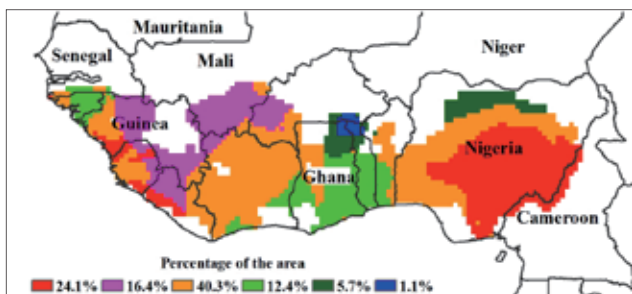 Mauritania
Senegal
Mali
Niger
Guinea
Nigeria
Ghana
Cameroon
Percentage of the area
24.1% 16.4% 40.3% 12.4% 5.7% 1.1%